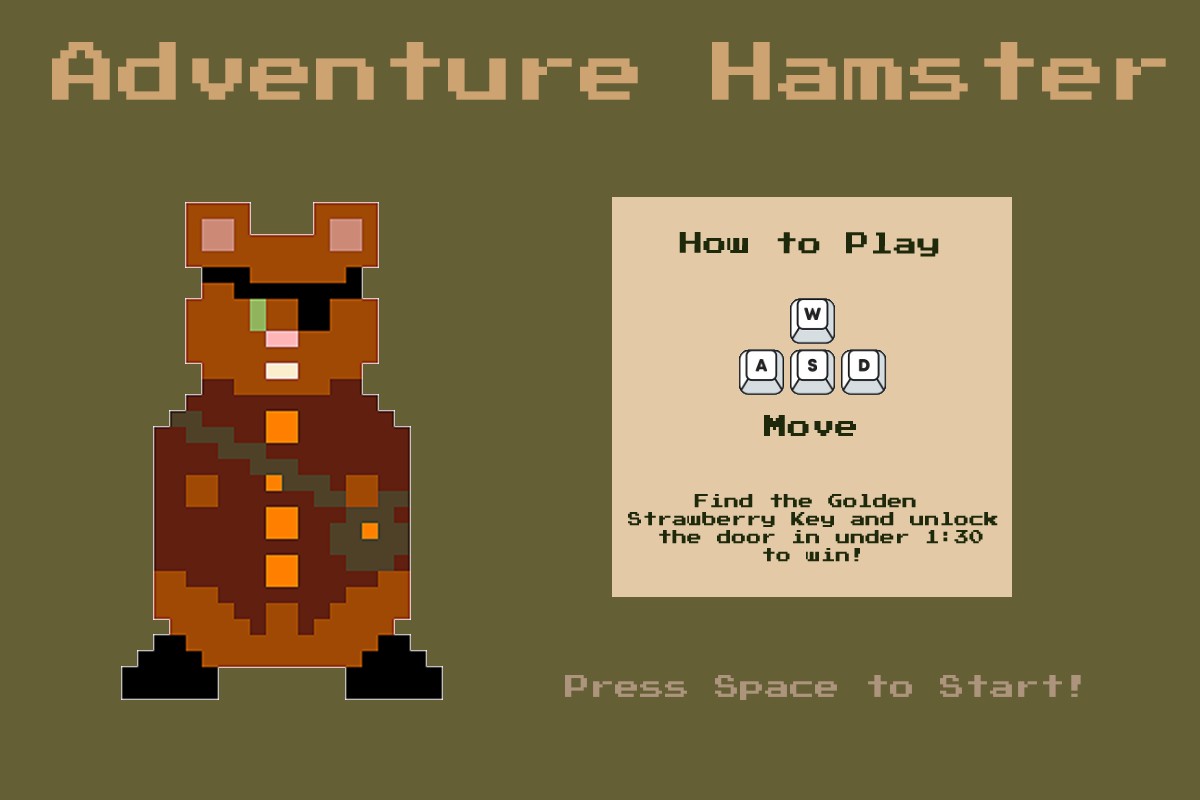 Adventure Hamster
How to Play
W
A S D
Move
Find the Golden
Strawberry Key and unlock
the door in under 1:30
to win!
Press Space to Start!